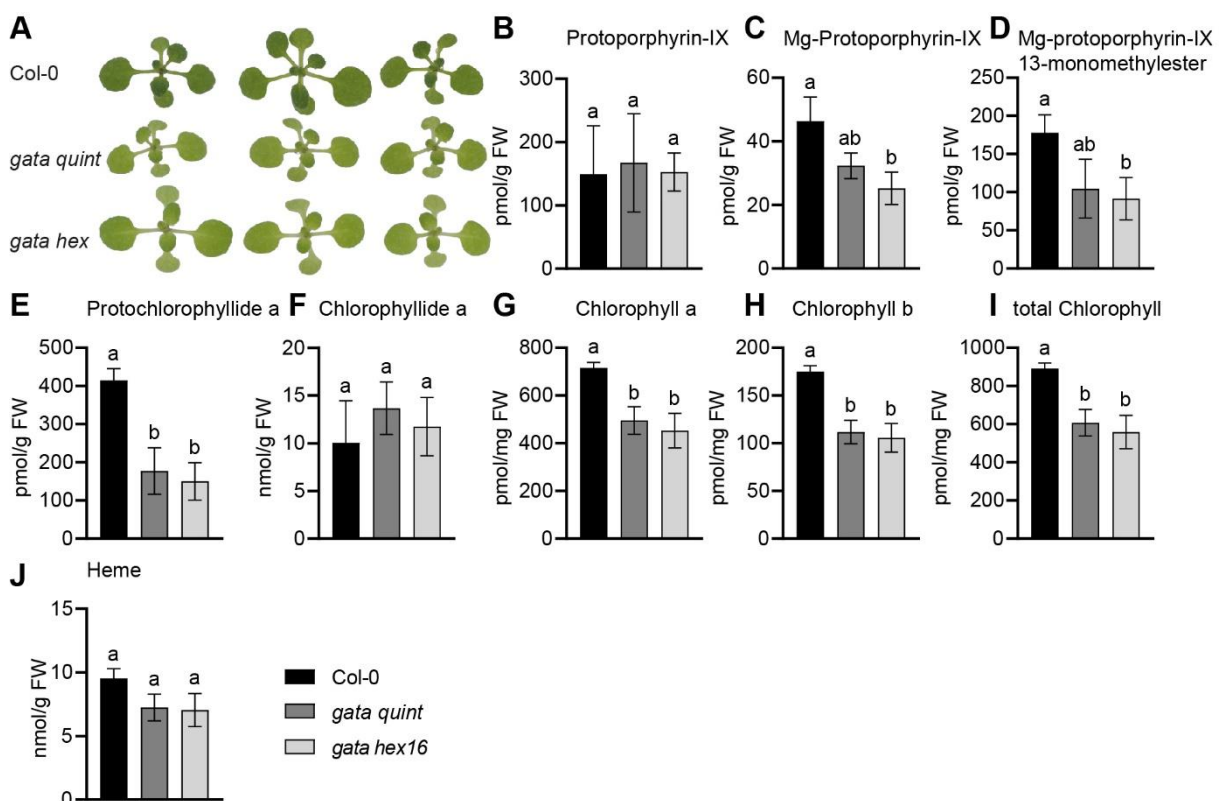 A
Col-0
gata quint
gata hex
B
Protoporphyrin-IX
pmol/g FW
300
200
100
0
a
a
a
C
Mg-Protoporphyrin-IX
pmol/g FW
60
40
20
0
a
ab
b
D
Mg-protoporphyrin-IX
13-monomethylester
pmol/g FW
250
200
150
100
50
0
a
ab
b
E
Protochlorophyllide a
pmol/g FW
500
400
300
200
100
0
a
b
b
F
Chlorophyllide a
nmol/g FW
20
15
10
5
0
a
a
a
G
Chlorophyll a
pmol/mg FW
800
600
400
200
0
a
b
b
H
Chlorophyll b
pmol/mg FW
200
150
100
50
0
a
b
b
I
total Chlorophyll
pmol/mg FW
1000
800
600
400
200
0
a
b
b
J
Heme
nmol/g FW
15
10
5
0
a
a
a
Col-0
gata quint
gata hex16